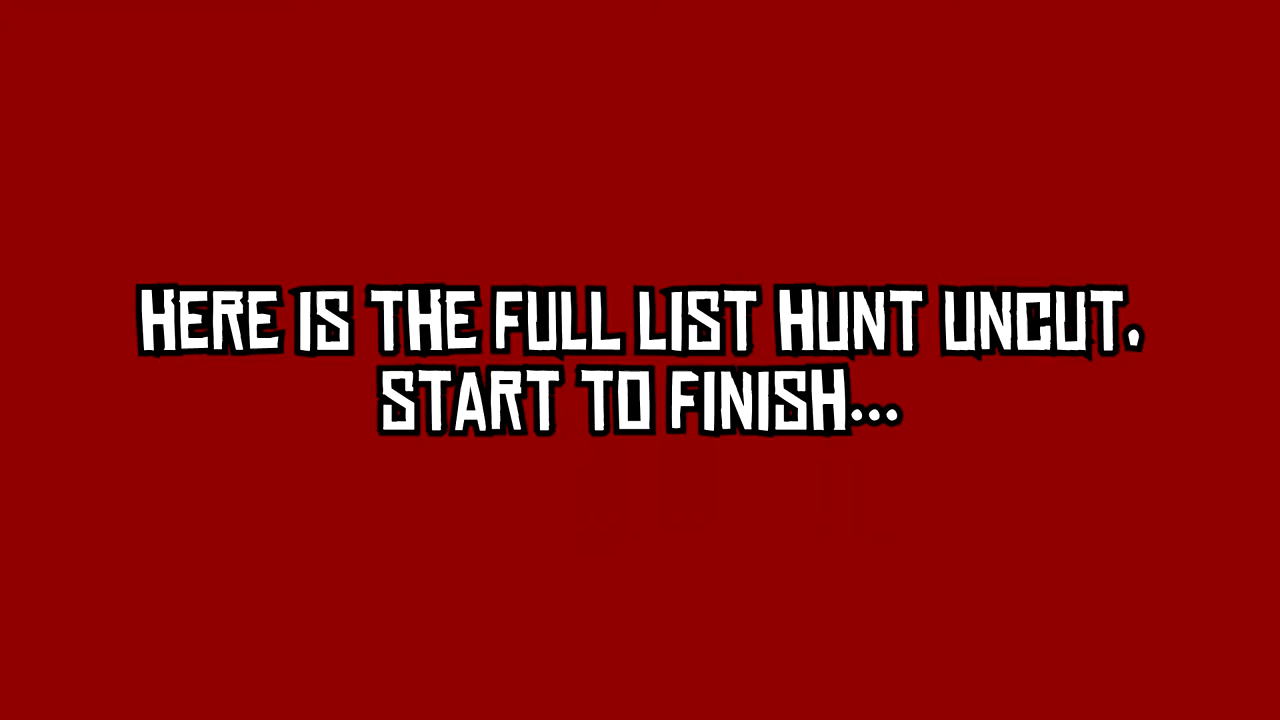 HERE IS THE FULL LIST HUNT UNCUT.
START TO FINISH...